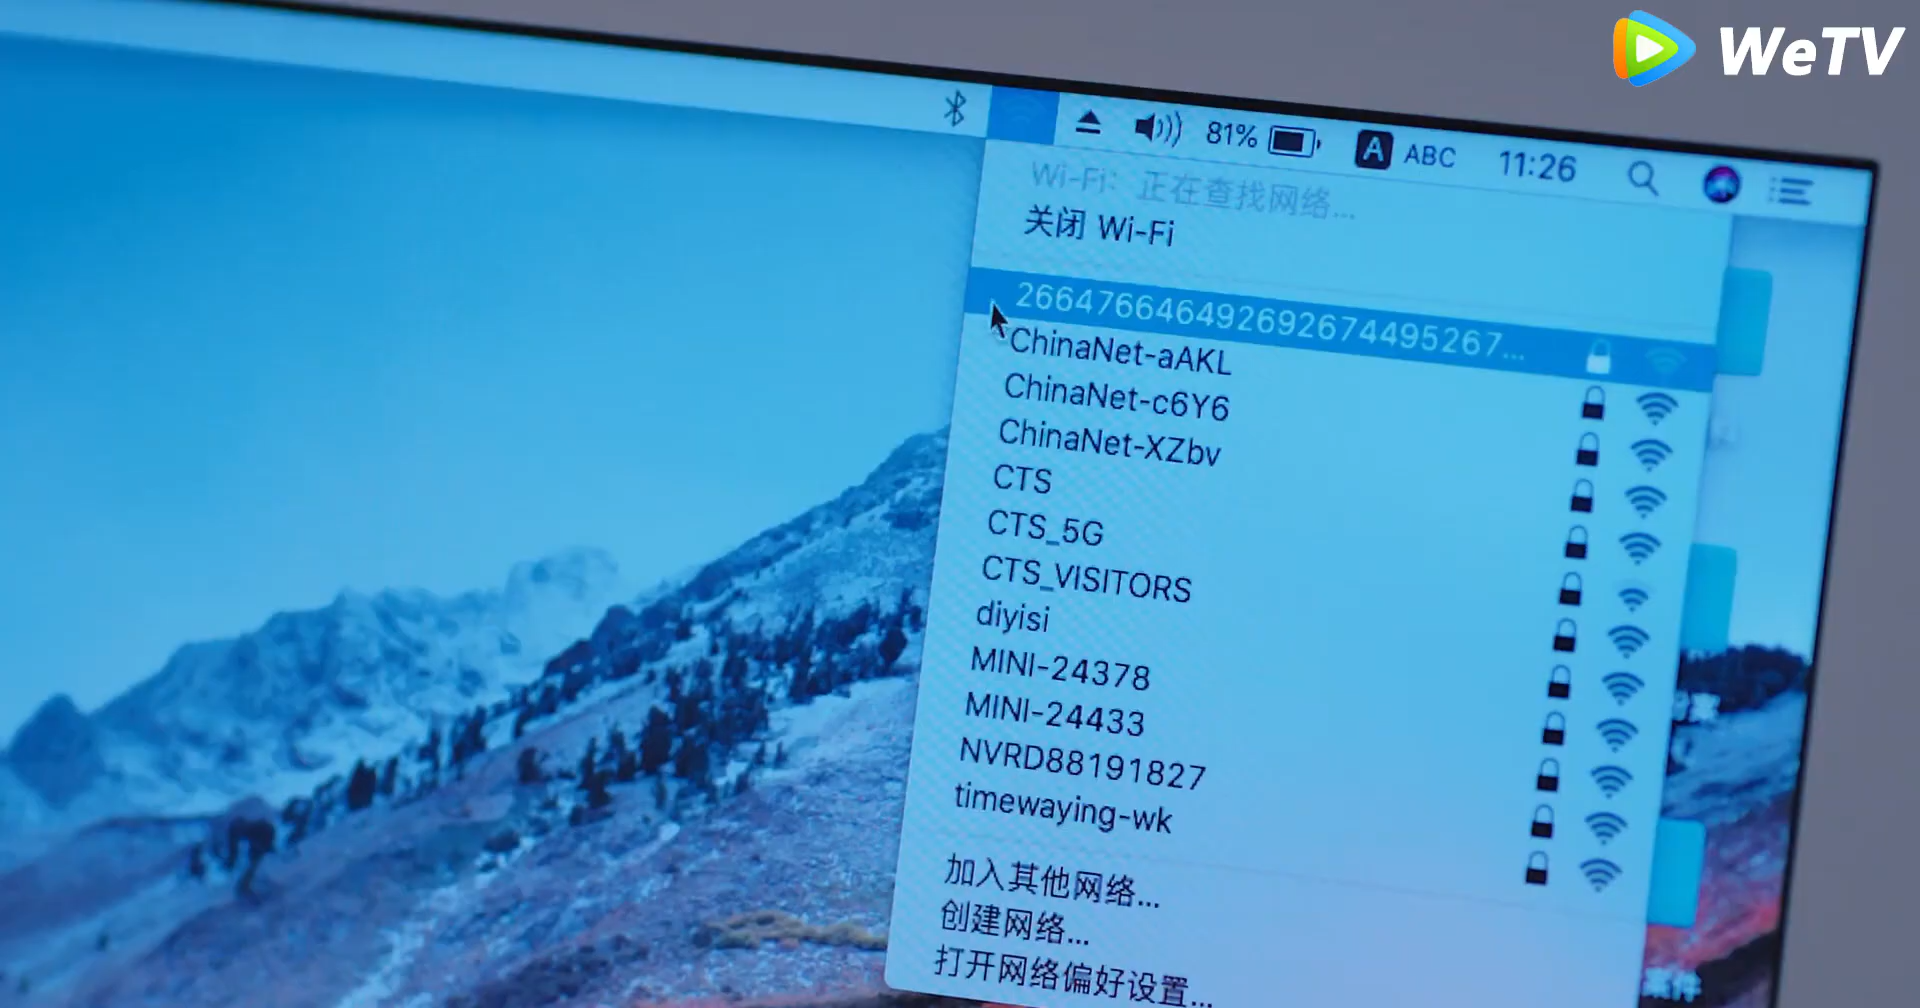 WeTV
81% A ABC 11:26
Wi-Fi：正在查找网络...
关闭 Wi-Fi
26647664649269267449526​7...
ChinaNet-aAKL
ChinaNet-c6Y6
ChinaNet-XZbv
CTS
CTS_5G
CTS_VISITORS
diyisi
MINI-24378
MINI-24433
NVRD88191827
timewaying-wk
加入其他网络...
创建网络...
打开网络偏好设置...